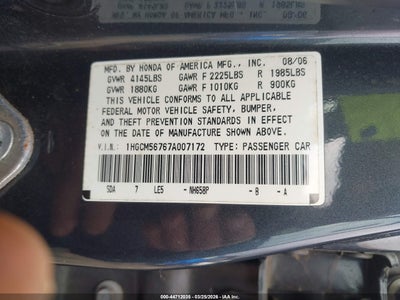 MFD. BY HONDA OF AMERICA MFG., INC. 08/06
GVWR 4145LBS GAWR F 2225LBS R 1985LBS
GVWR 1880KG GAWR F 1010KG R 900KG
THIS VEHICLE CONFORMS TO ALL APPLICABLE
FEDERAL MOTOR VEHICLE SAFETY, BUMPER,
AND THEFT PREVENTION STANDARDS IN EFFECT
ON THE DATE OF MANUFACTURE SHOWN ABOVE.
V.I.N.: 1HGCM56767A007172 TYPE: PASSENGER CAR
SDA 7 LE5 - NH658P - B - A
© IAA - 44712035 - 03/25/2026 - IAA